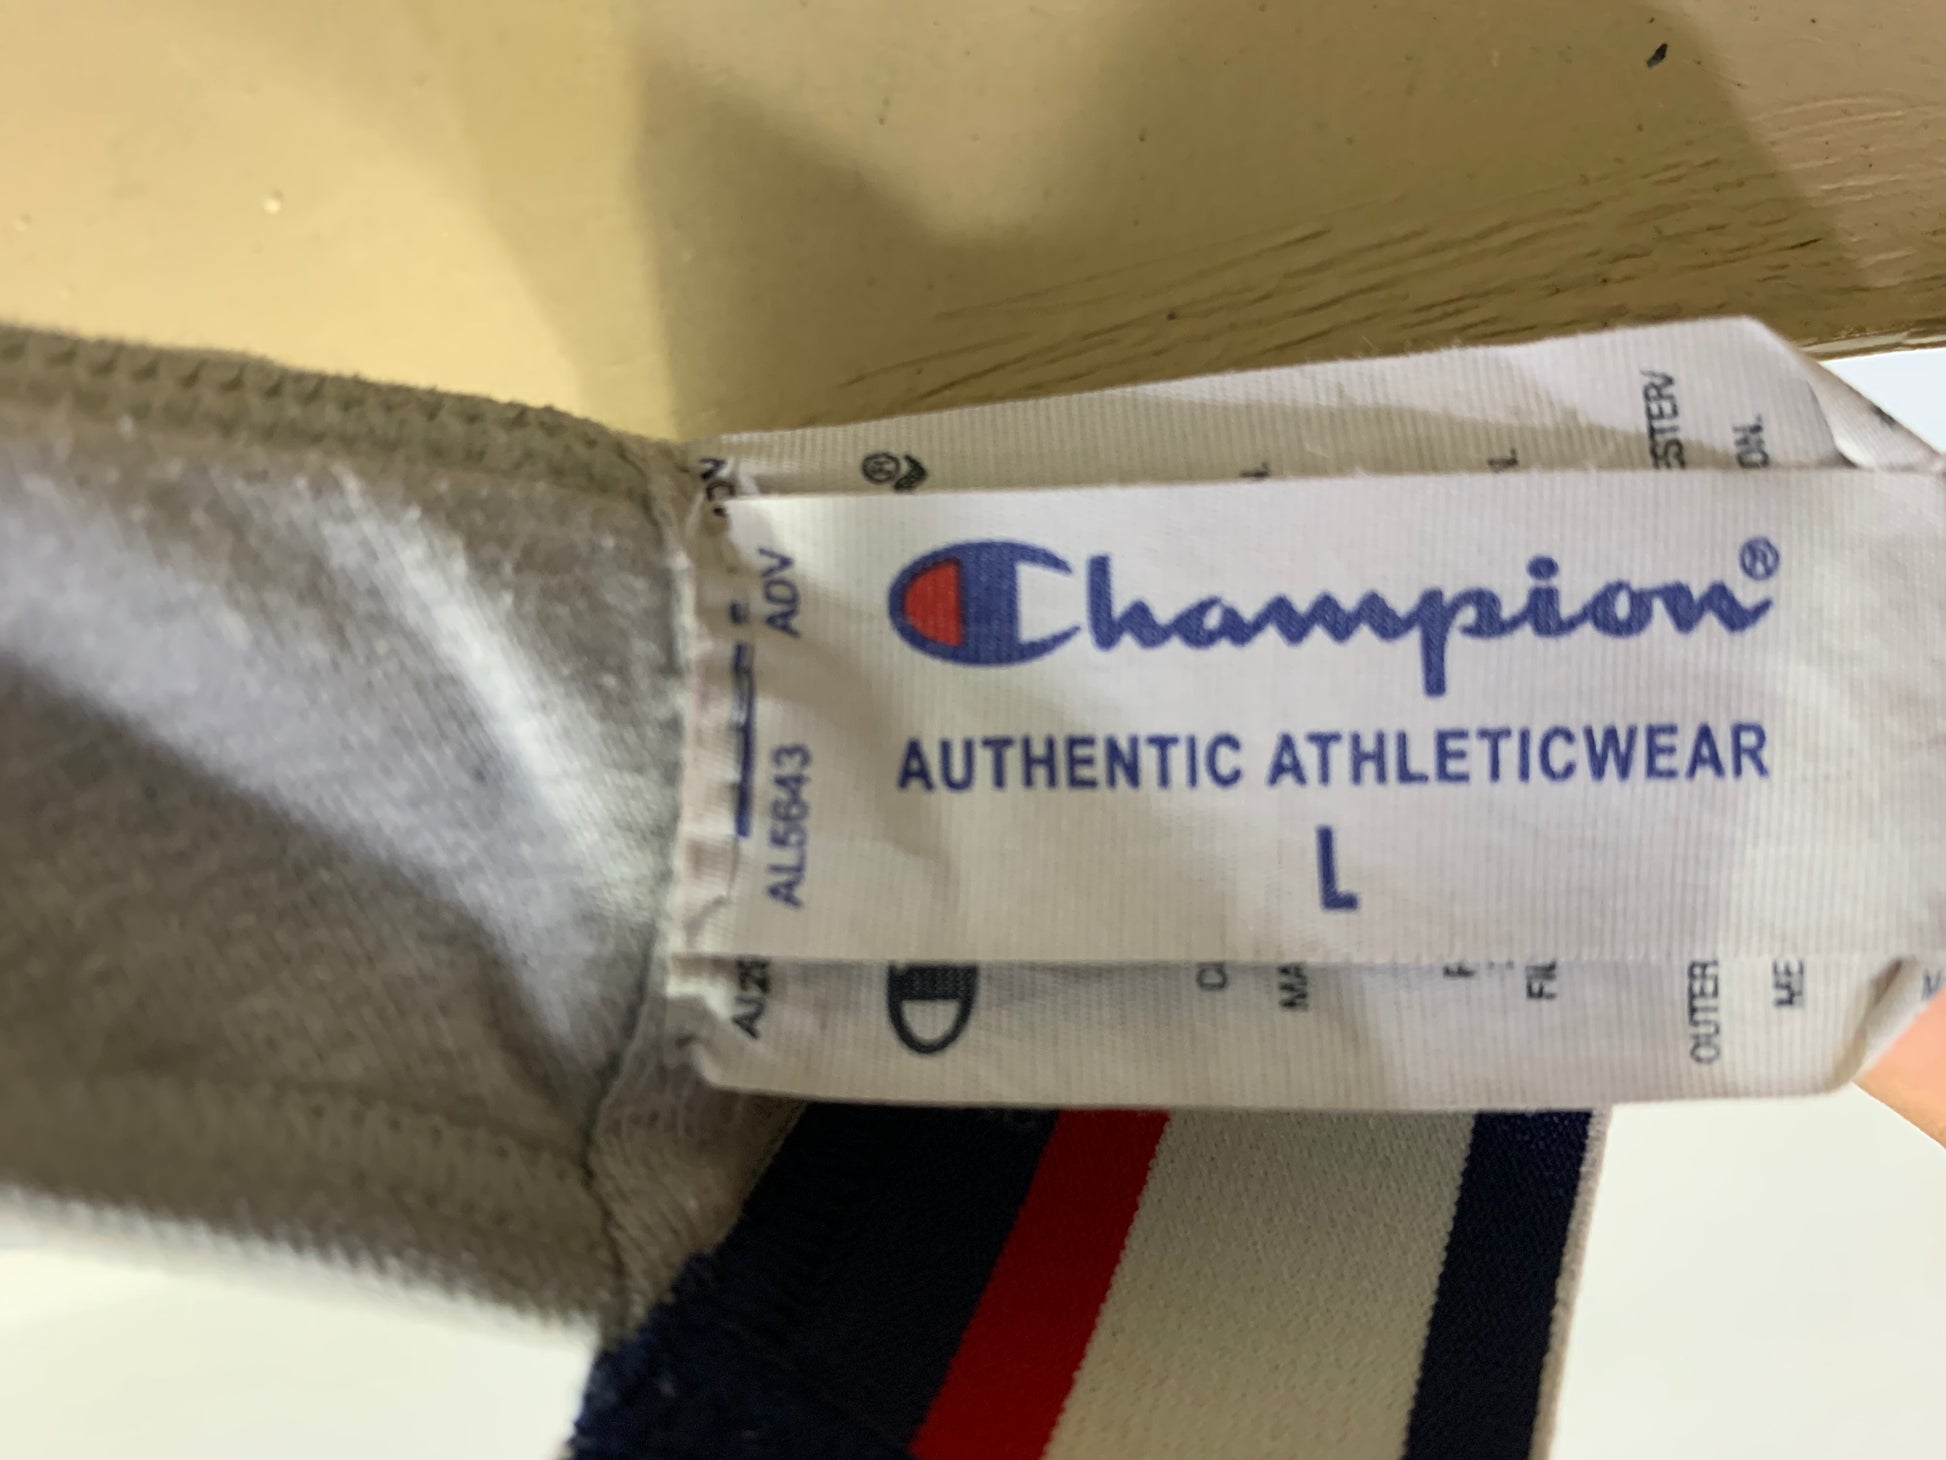 Champion®
AUTHENTIC ATHLETICWEAR
L
AL5643 ADV
®
OUTER